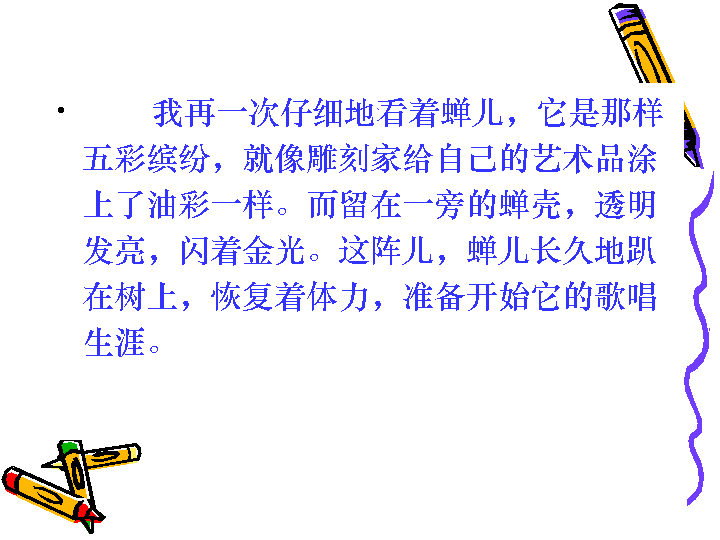 • 我再一次仔细地看着蝉儿，它是那样
五彩缤纷，就像雕刻家给自己的艺术品涂
上了油彩一样。而留在一旁的蝉壳，透明
发亮，闪着金光。这阵儿，蝉儿长久地趴
在树上，恢复着体力，准备开始它的歌唱
生涯。